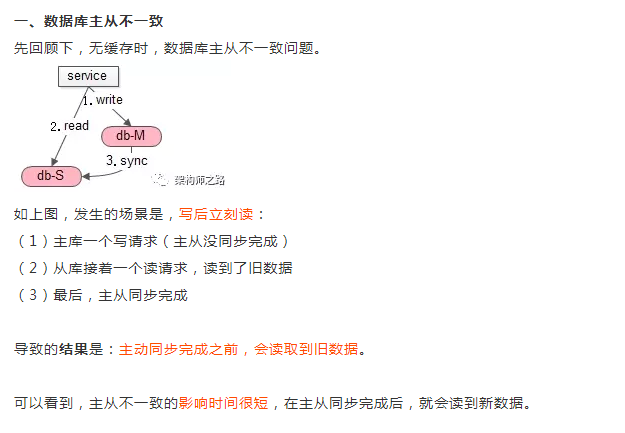 一、数据库主从不一致
先回顾下，无缓存时，数据库主从不一致问题。
service
1. write
2. read
db-M
3. sync
db-S
架构师之路
如上图，发生的场景是，写后立刻读：
（1）主库一个写请求（主从没同步完成）
（2）从库接着一个读请求，读到了旧数据
（3）最后，主从同步完成
导致的结果是：主动同步完成之前，会读取到旧数据。
可以看到，主从不一致的影响时间很短，在主从同步完成后，就会读到新数据。